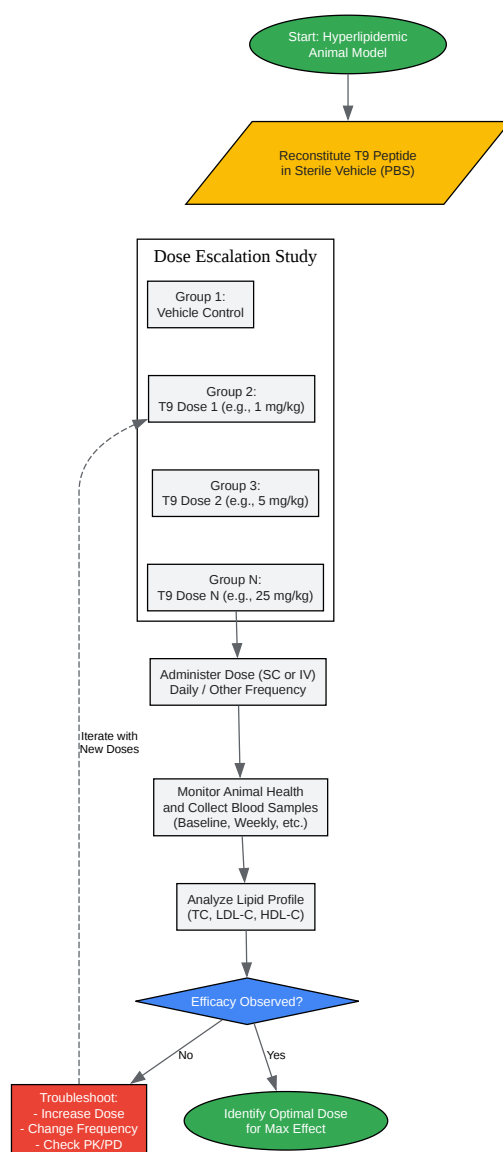 Start: Hyperlipidemic
Animal Model
Reconstitute T9 Peptide
in Sterile Vehicle (PBS)
Dose Escalation Study
Group 1:
Vehicle Control
Group 2:
T9 Dose 1 (e.g., 1 mg/kg)
Group 3:
T9 Dose 2 (e.g., 5 mg/kg)
Group N:
T9 Dose N (e.g., 25 mg/kg)
Administer Dose (SC or IV)
Daily / Other Frequency
Iterate with
New Doses
Monitor Animal Health
and Collect Blood Samples
(Baseline, Weekly, etc.)
Analyze Lipid Profile
(TC, LDL-C, HDL-C)
Efficacy Observed?
No
Yes
Troubleshoot:
- Increase Dose
- Change Frequency
- Check PK/PD
Identify Optimal Dose
for Max Effect